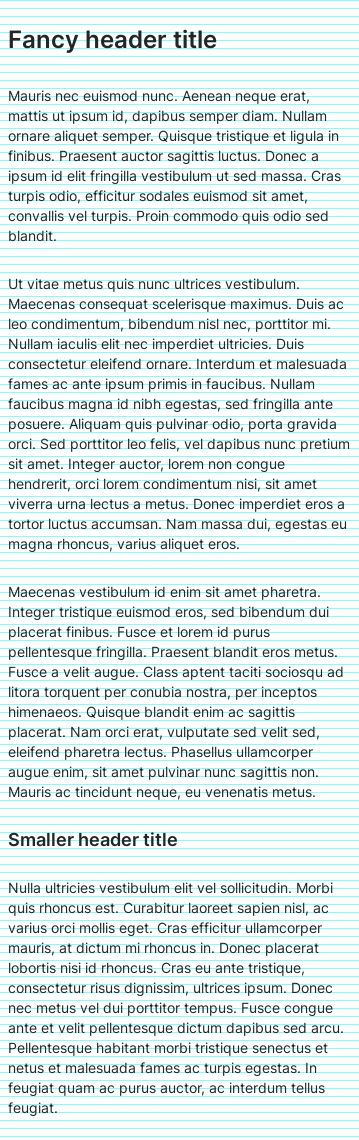 Fancy header title
Mauris nec euismod nunc. Aenean neque erat,
mattis ut ipsum id, dapibus semper diam. Nullam
ornare aliquet semper. Quisque tristique et ligula in
finibus. Praesent auctor sagittis luctus. Donec a
ipsum id elit fringilla vestibulum ut sed massa. Cras
turpis odio, efficitur sodales euismod sit amet,
convallis vel turpis. Proin commodo quis odio sed
blandit.
Ut vitae metus quis nunc ultrices vestibulum.
Maecenas consequat scelerisque maximus. Duis ac
leo condimentum, bibendum nisl nec, porttitor mi.
Nullam iaculis elit nec imperdiet ultricies. Duis
consectetur eleifend ornare. Interdum et malesuada
fames ac ante ipsum primis in faucibus. Nullam
faucibus magna id nibh egestas, sed fringilla ante
posuere. Aliquam quis pulvinar odio, porta gravida
orci. Sed porttitor leo felis, vel dapibus nunc pretium
sit amet. Integer auctor, lorem non congue
hendrerit, orci lorem condimentum nisi, sit amet
viverra urna lectus a metus. Donec imperdiet eros a
tortor luctus accumsan. Nam massa dui, egestas eu
magna rhoncus, varius aliquet eros.
Maecenas vestibulum id enim sit amet pharetra.
Integer tristique euismod eros, sed bibendum dui
placerat finibus. Fusce et lorem id purus
pellentesque fringilla. Praesent blandit eros metus.
Fusce a velit augue. Class aptent taciti sociosqu ad
litora torquent per conubia nostra, per inceptos
himenaeos. Quisque blandit enim ac sagittis
placerat. Nam orci erat, vulputate sed velit sed,
eleifend pharetra lectus. Phasellus ullamcorper
augue enim, sit amet pulvinar nunc sagittis non.
Mauris ac tincidunt neque, eu venenatis metus.
Smaller header title
Nulla ultricies vestibulum elit vel sollicitudin. Morbi
quis rhoncus est. Curabitur laoreet sapien nisl, ac
varius orci mollis eget. Cras efficitur ullamcorper
mauris, at dictum mi rhoncus in. Donec placerat
lobortis nisi id rhoncus. Cras eu ante tristique,
consectetur risus dignissim, ultrices ipsum. Donec
nec metus vel dui porttitor tempus. Fusce congue
ante et velit pellentesque dictum dapibus sed arcu.
Pellentesque habitant morbi tristique senectus et
netus et malesuada fames ac turpis egestas. In
feugiat quam ac purus auctor, ac interdum tellus
feugiat.